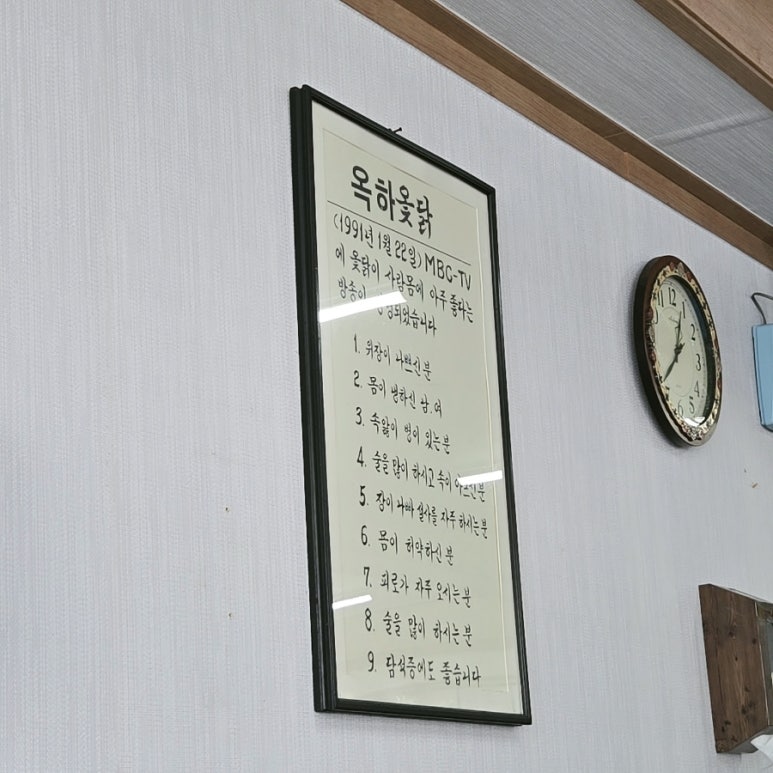 옥하옻닭
(1991년 1월 22일) MBC-TV
에 옻닭이 사람몸에 아주 좋다는
방송이
1. 위장이 나쁘신분
2. 몸이 냉하신 남.여
3. 속앓이 병이 있는분
4. 술을 많이 하시고 속이 아프신분
5. 장이 나빠 설사를 자주 하시는분
6. 몸이 허약하신 분
7. 피로가 자주 오시는분
8. 술을 많이 하시는 분
9. 담석증에도 좋습니다